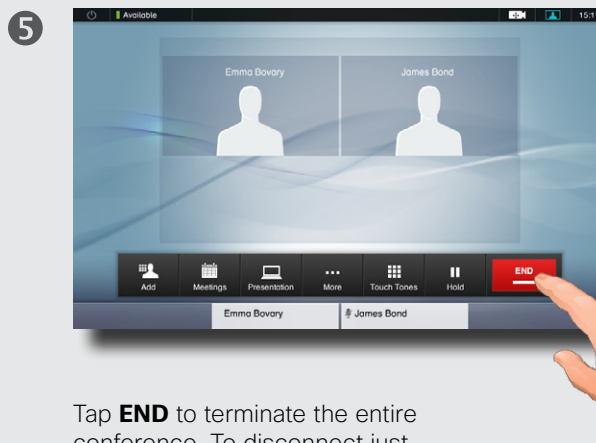 5
Available
15:1
Emma Bovary James Bond
Add Meetings Presentation More Touch Tones Hold END
Emma Bovary James Bond
Tap END to terminate the entire
conference. To disconnect just